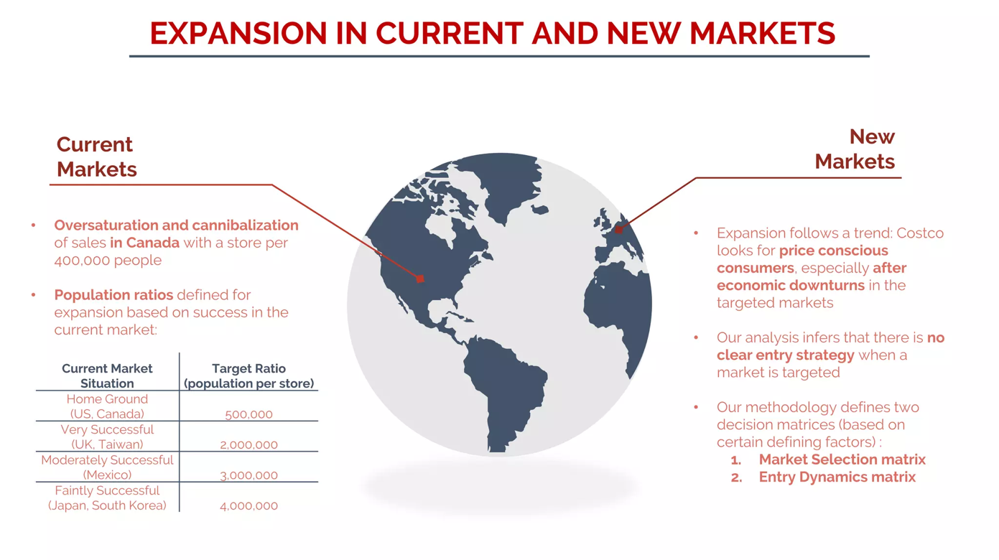 EXPANSION IN CURRENT AND NEW MARKETS
Current
Markets
• Oversaturation and cannibalization
of sales in Canada with a store per
400,000 people
• Population ratios defined for
expansion based on success in the
current market:
Current Market Situation Target Ratio (population per store)
Home Ground
(US, Canada) 500,000
Very Successful
(UK, Taiwan) 2,000,000
Moderately Successful
(Mexico) 3,000,000
Faintly Successful
(Japan, South Korea) 4,000,000
New
Markets
• Expansion follows a trend: Costco
looks for price conscious
consumers, especially after
economic downturns in the
targeted markets
• Our analysis infers that there is no
clear entry strategy when a
market is targeted
• Our methodology defines two
decision matrices (based on
certain defining factors) :
1. Market Selection matrix
2. Entry Dynamics matrix